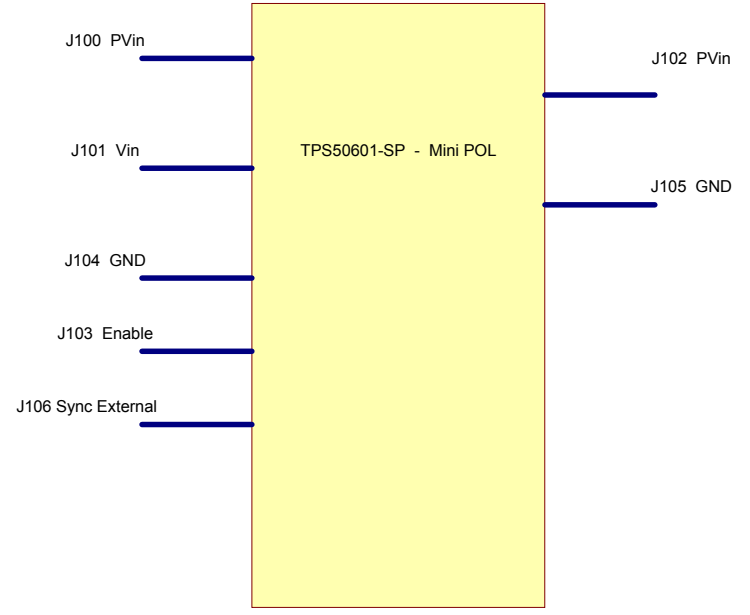 J100 PVin
J102 PVin
J101 Vin
TPS50601-SP - Mini POL
J105 GND
J104 GND
J103 Enable
J106 Sync External